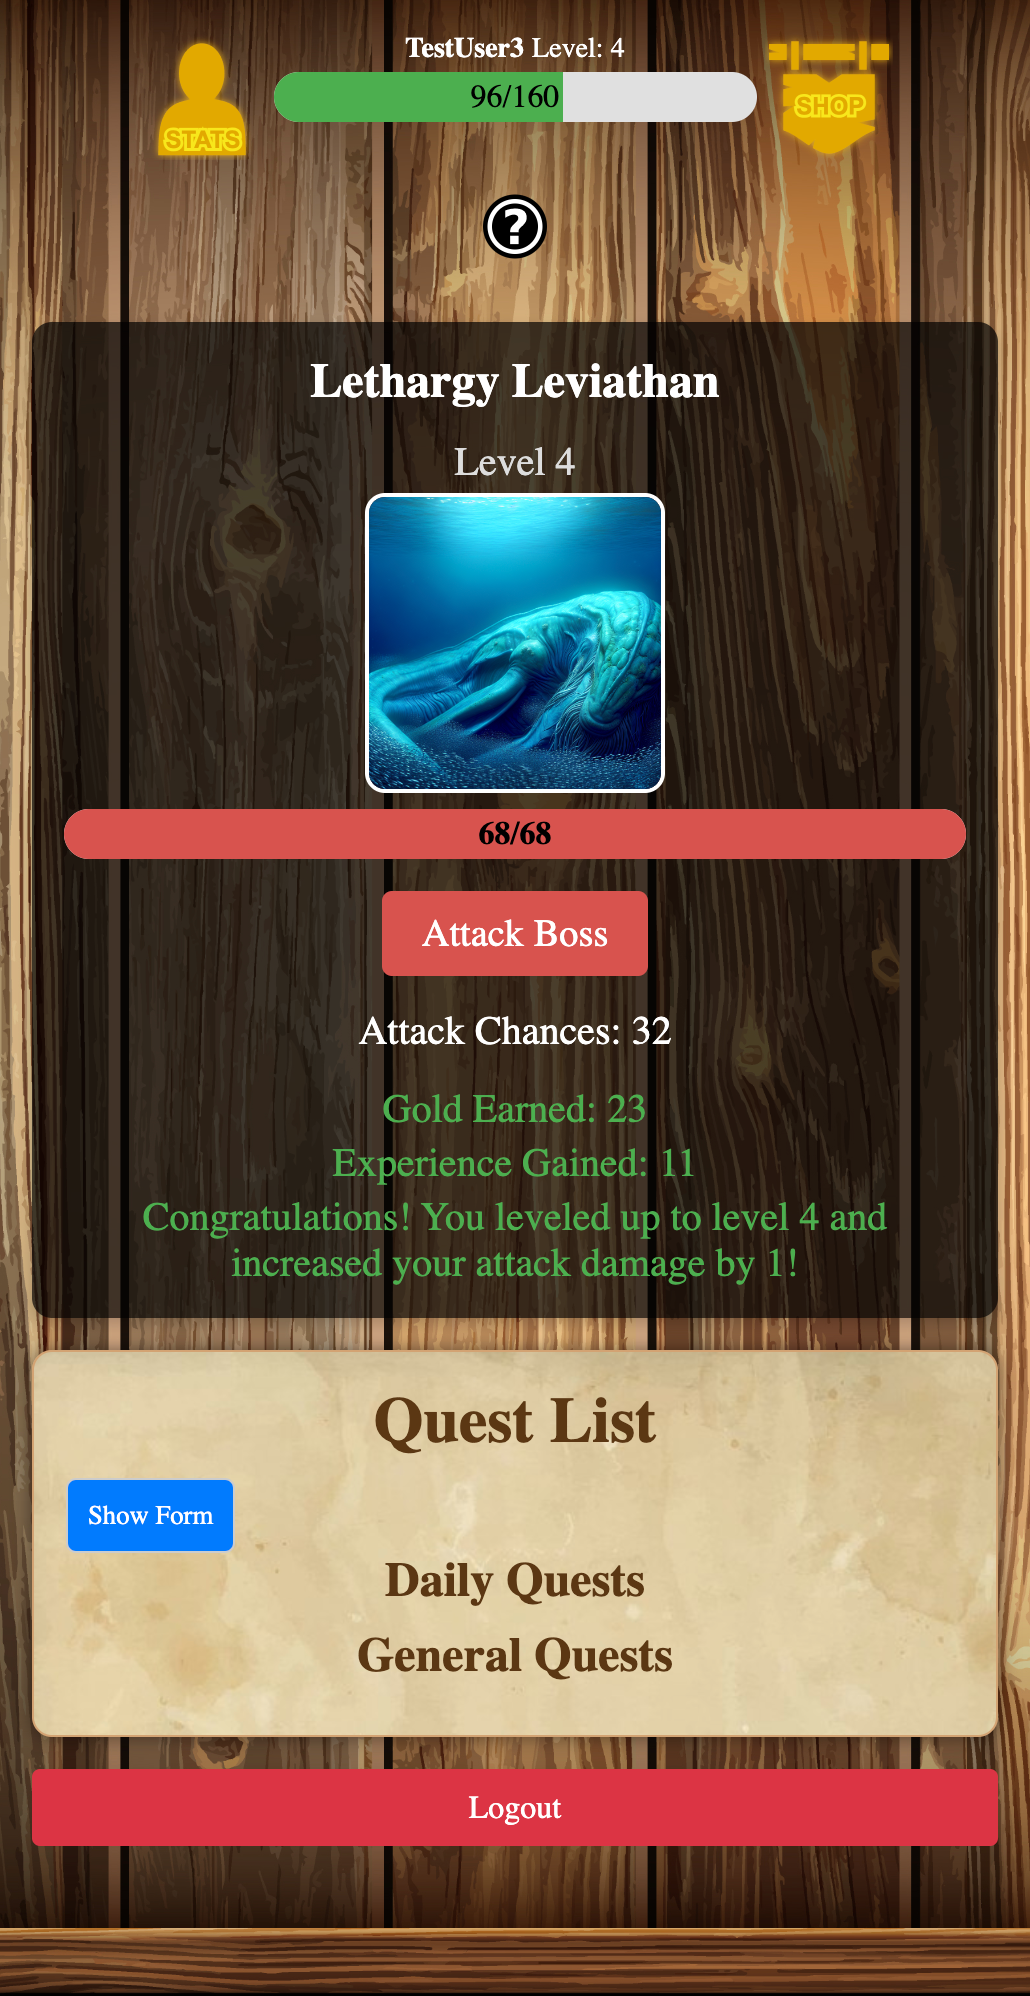 TestUser3 Level: 4
96/160
STATS
SHOP
?
Lethargy Leviathan
Level 4
68/68
Attack Boss
Attack Chances: 32
Gold Earned: 23
Experience Gained: 11
Congratulations! You leveled up to level 4 and
increased your attack damage by 1!
Quest List
Show Form
Daily Quests
General Quests
Logout